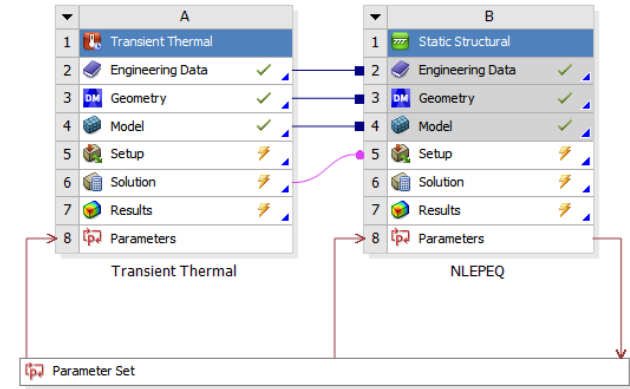 A
1 Transient Thermal
2 Engineering Data
3 DM Geometry
4 Model
5 Setup
6 Solution
7 Results
8 Parameters
Transient Thermal
B
1 Static Structural
2 Engineering Data
3 DM Geometry
4 Model
5 Setup
6 Solution
7 Results
8 Parameters
NLEPEQ
Parameter Set